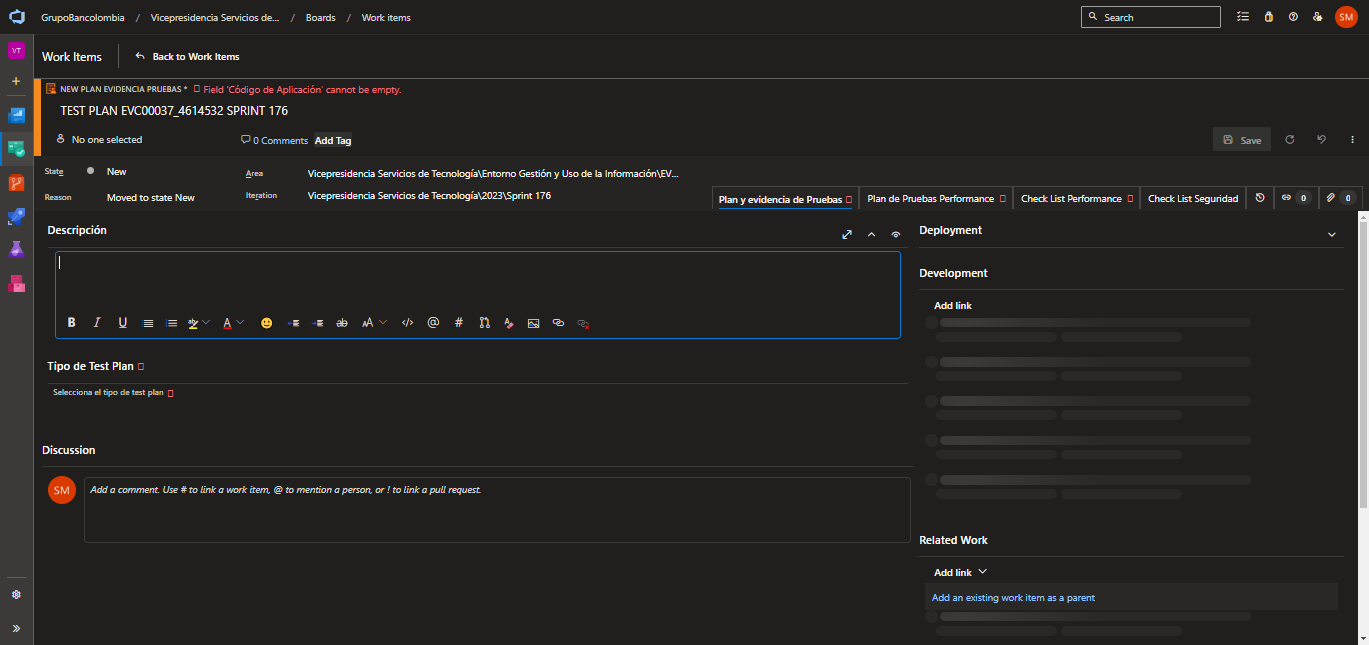 GrupoBancolombia / Vicepresidencia Servicios de... / Boards / Work items
Search
SM
VT
Work Items
Back to Work Items
NEW PLAN EVIDENCIA PRUEBAS * Field 'Código de Aplicación' cannot be empty.
TEST PLAN EVC00037_4614532 SPRINT 176
No one selected
0 Comments
Add Tag
Save
State
New
Area
Vicepresidencia Servicios de Tecnología\Entorno Gestión y Uso de la Información\EV...
Reason
Moved to state New
Iteration
Vicepresidencia Servicios de Tecnología\2023\Sprint 176
Plan y evidencia de Pruebas
Plan de Pruebas Performance
Check List Performance
Check List Seguridad
0
0
Descripción
Deployment
Development
Add link
Tipo de Test Plan
Selecciona el tipo de test plan
Discussion
SM
Add a comment. Use # to link a work item, @ to mention a person, or ! to link a pull request.
Related Work
Add link
Add an existing work item as a parent